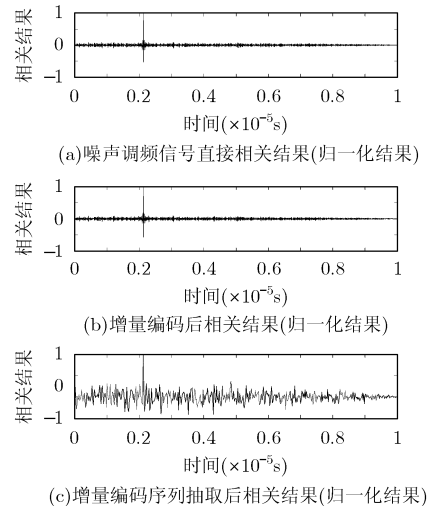 相关结果
1
0
−1
0 0.2 0.4 0.6 0.8 1
时间(×10⁻⁵s)
(a)噪声调频信号直接相关结果(归一化结果)
相关结果
1
0
−1
0 0.2 0.4 0.6 0.8 1
时间(×10⁻⁵s)
(b)增量编码后相关结果(归一化结果)
相关结果
1
0
−1
0 0.2 0.4 0.6 0.8 1
时间(×10⁻⁵s)
(c)增量编码序列抽取后相关结果(归一化结果)